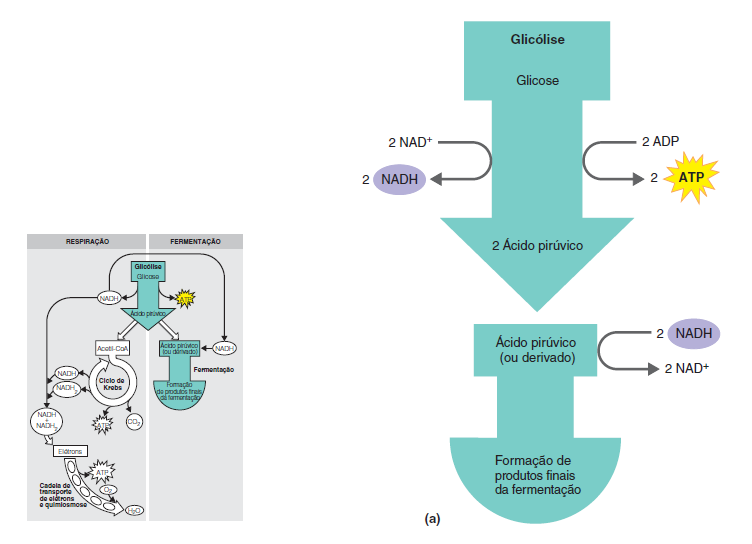 RESPIRAÇÃO
FERMENTAÇÃO
Glicólise
Glicose
NADH
ATP
Ácido pirúvico
Acetil-CoA
Ácido pirúvico
(ou derivado)
NADH
Fermentação
NADH
NADH2
Ciclo de
Krebs
Formação
de produtos finais
da fermentação
ATP
CO2
NADH
+
NADH2
Elétrons
ATP
Cadeia de
transporte
de elétrons
e quimiosmose
O2
H2O
Glicólise
Glicose
2 NAD+
2 NADH
2 ADP
2 ATP
2 Ácido pirúvico
Ácido pirúvico
(ou derivado)
2 NADH
2 NAD+
Formação de
produtos finais
da fermentação
(a)